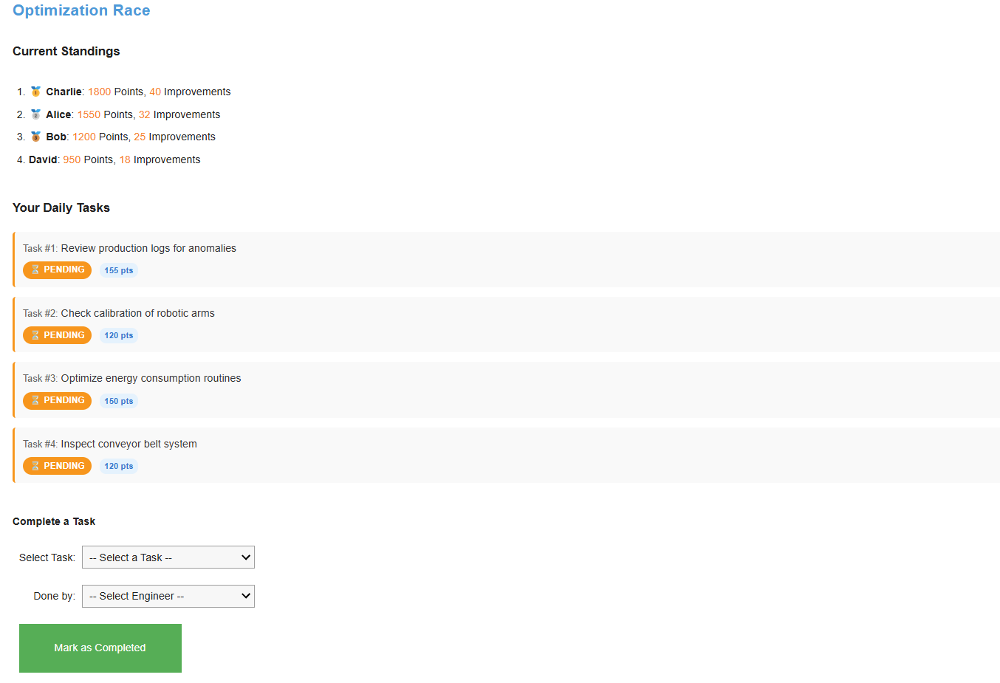 Optimization Race
Current Standings
1. Charlie: 1800 Points, 40 Improvements
2. Alice: 1550 Points, 32 Improvements
3. Bob: 1200 Points, 25 Improvements
4. David: 950 Points, 18 Improvements
Your Daily Tasks
Task #1: Review production logs for anomalies
PENDING 155 pts
Task #2: Check calibration of robotic arms
PENDING 120 pts
Task #3: Optimize energy consumption routines
PENDING 150 pts
Task #4: Inspect conveyor belt system
PENDING 120 pts
Complete a Task
Select Task: -- Select a Task --
Done by: -- Select Engineer --
Mark as Completed